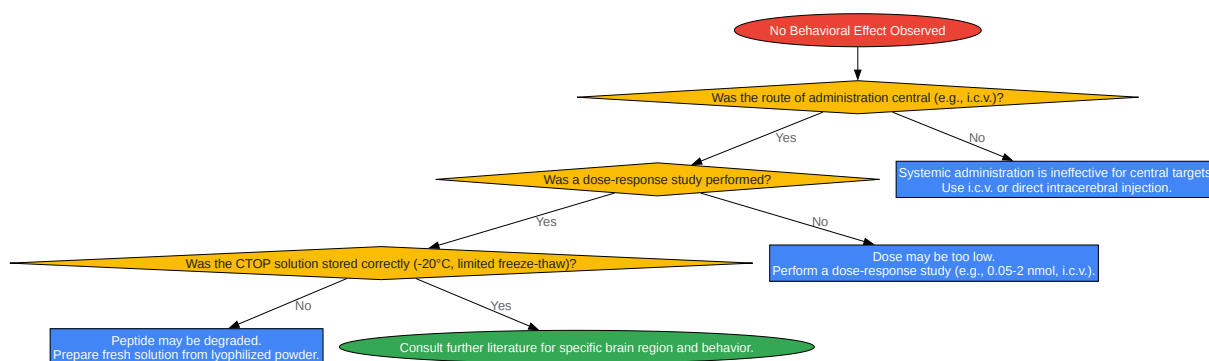 No Behavioral Effect Observed
Was the route of administration central (e.g., i.c.v.)?
Yes
No
Was a dose-response study performed?
Systemic administration is ineffective for central targets
Use i.c.v. or direct intracerebral injection.
Yes
No
Was the CTOP solution stored correctly (-20°C, limited freeze-thaw)?
Dose may be too low.
Perform a dose-response study (e.g., 0.05-2 nmol, i.c.v.).
No
Yes
Peptide may be degraded.
Prepare fresh solution from lyophilized powder.
Consult further literature for specific brain region and behavior.